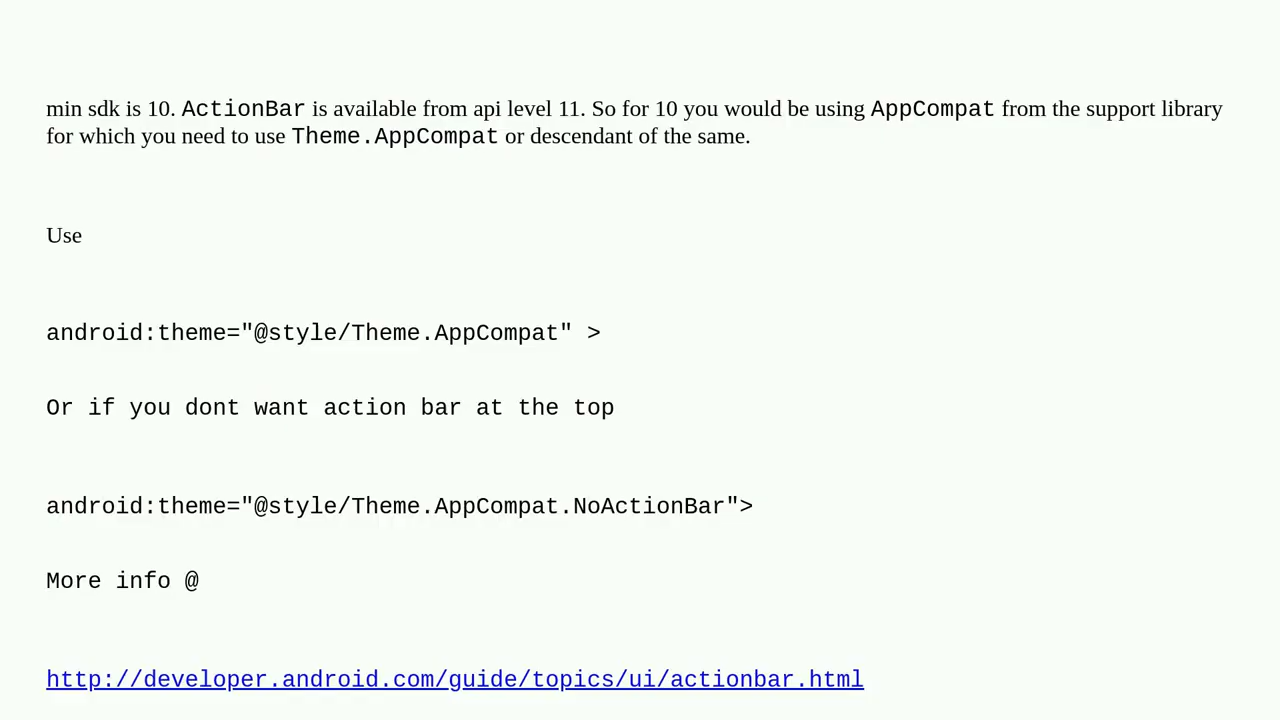 min sdk is 10. ActionBar is available from api level 11. So for 10 you would be using AppCompat from the support library
for which you need to use Theme.AppCompat or descendant of the same.
Use
android:theme="@style/Theme.AppCompat" >
Or if you dont want action bar at the top
android:theme="@style/Theme.AppCompat.NoActionBar">
More info @
http://developer.android.com/guide/topics/ui/actionbar.html